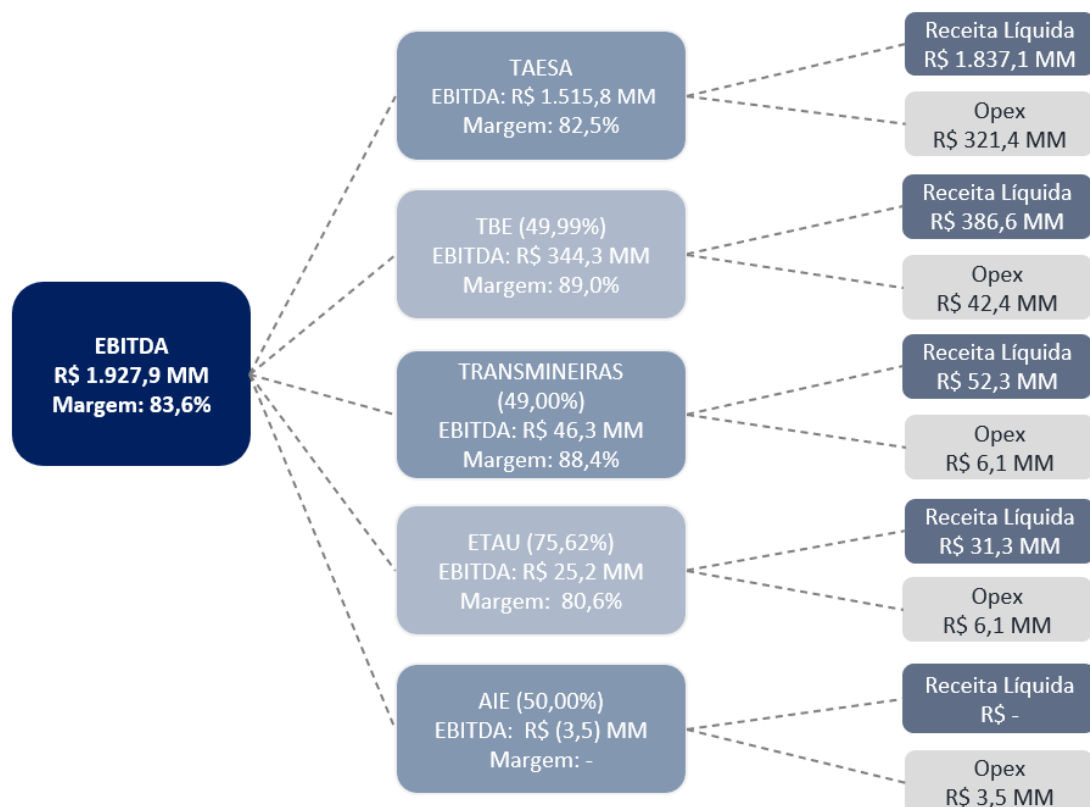 EBITDA
R$ 1.927,9 MM
Margem: 83,6%
TAESA
EBITDA: R$ 1.515,8 MM
Margem: 82,5%
Receita Líquida
R$ 1.837,1 MM
Opex
R$ 321,4 MM
TBE (49,99%)
EBITDA: R$ 344,3 MM
Margem: 89,0%
Receita Líquida
R$ 386,6 MM
Opex
R$ 42,4 MM
TRANSMINEIRAS
(49,00%)
EBITDA: R$ 46,3 MM
Margem: 88,4%
Receita Líquida
R$ 52,3 MM
Opex
R$ 6,1 MM
ETAU (75,62%)
EBITDA: R$ 25,2 MM
Margem: 80,6%
Receita Líquida
R$ 31,3 MM
Opex
R$ 6,1 MM
AIE (50,00%)
EBITDA: R$ (3,5) MM
Margem: -
Receita Líquida
R$ -
Opex
R$ 3,5 MM